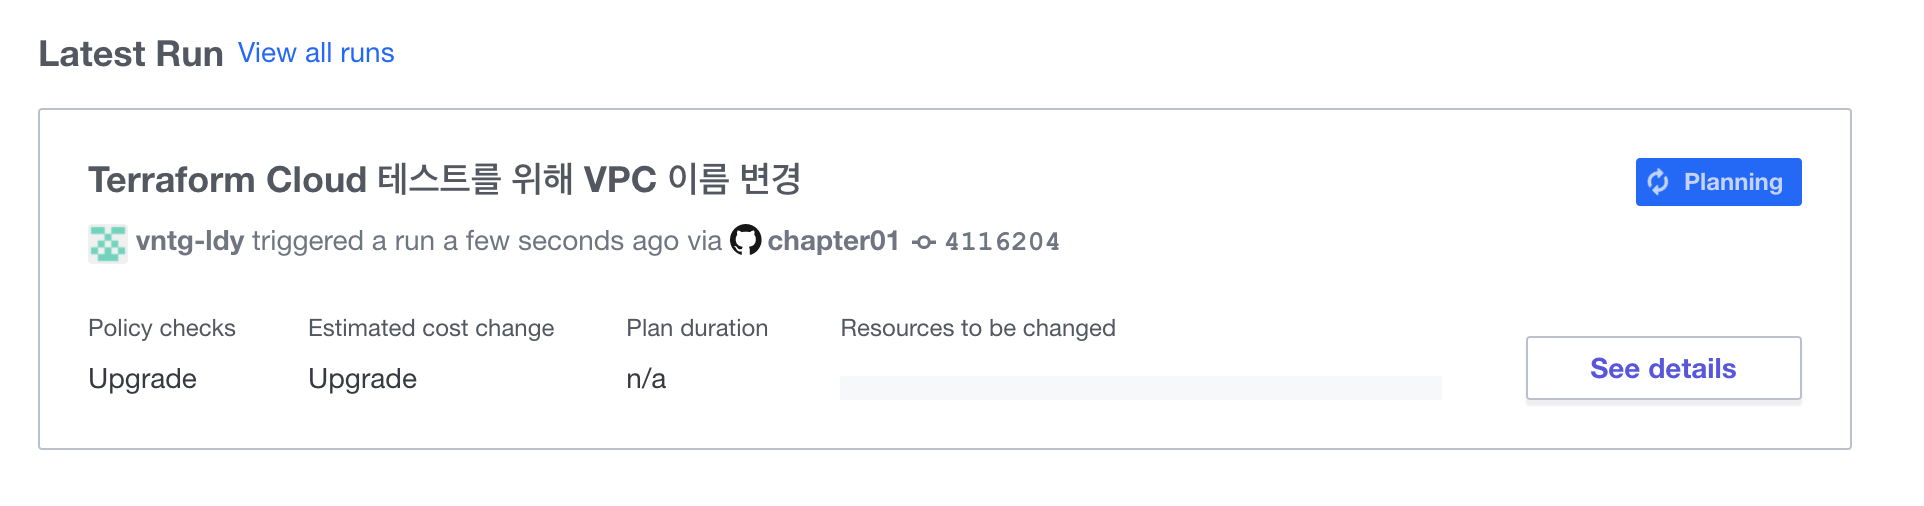 Latest Run View all runs
Terraform Cloud 테스트를 위해 VPC 이름 변경
Planning
vntg-ldy triggered a run a few seconds ago via chapter01 4116204
Policy checks
Upgrade
Estimated cost change
Upgrade
Plan duration
n/a
Resources to be changed
See details